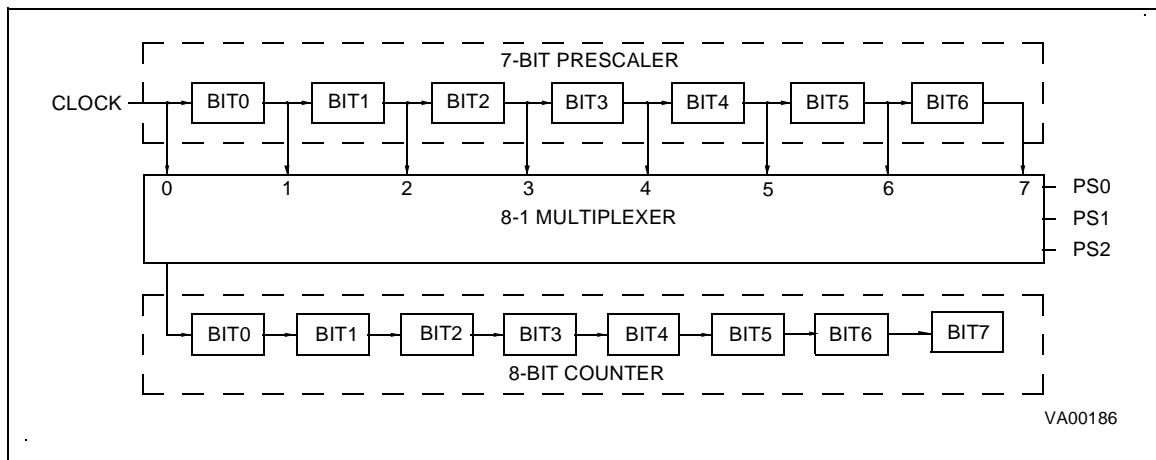 7-BIT PRESCALER
CLOCK BIT0 BIT1 BIT2 BIT3 BIT4 BIT5 BIT6
0 1 2 3 4 5 6 7 PS0
8-1 MULTIPLEXER PS1
PS2
BIT0 BIT1 BIT2 BIT3 BIT4 BIT5 BIT6 BIT7
8-BIT COUNTER
VA00186